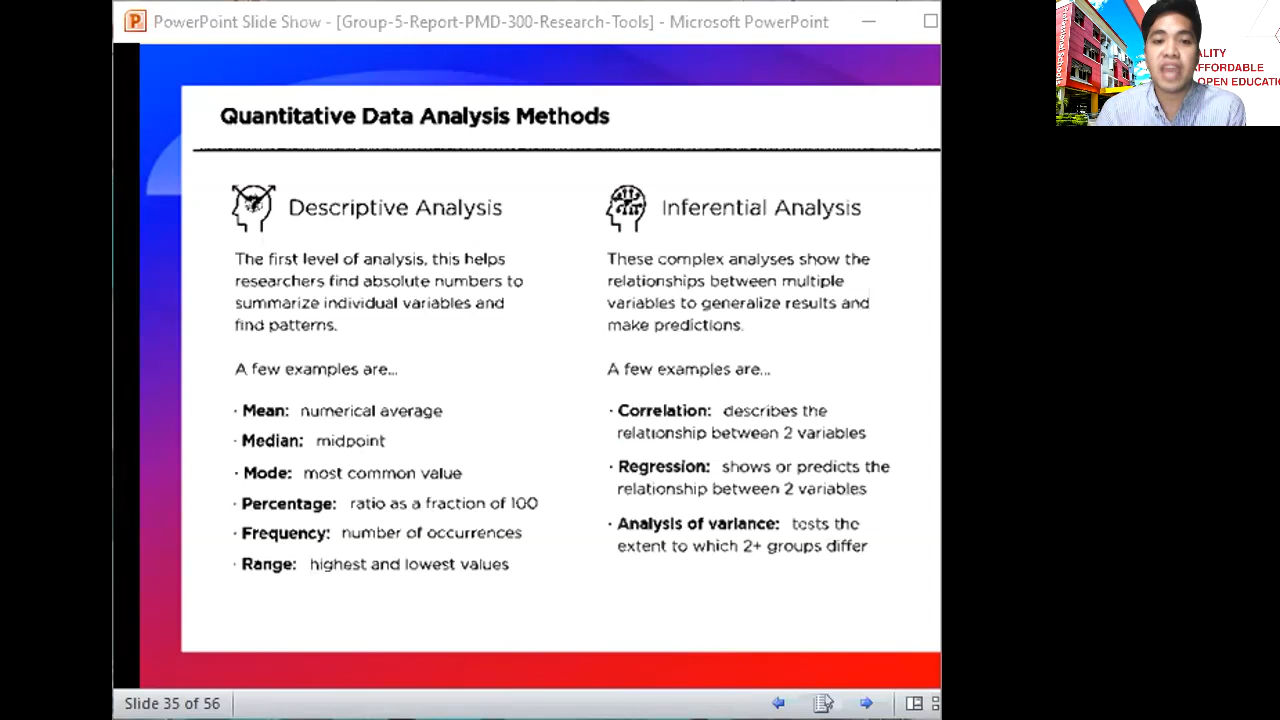 PowerPoint Slide Show - [Group-5-Report-PMD-300-Research-Tools] - Microsoft PowerPoint
ALITY
FFORDABLE
OPEN EDUCATI
Quantitative Data Analysis Methods
Descriptive Analysis
The first level of analysis, this helps
researchers find absolute numbers to
summarize individual variables and
find patterns.
A few examples are...
· Mean: numerical average
· Median: midpoint
· Mode: most common value
· Percentage: ratio as a fraction of 100
· Frequency: number of occurrences
· Range: highest and lowest values
Inferential Analysis
These complex analyses show the
relationships between multiple
variables to generalize results and
make predictions.
A few examples are...
· Correlation: describes the
relationship between 2 variables
· Regression: shows or predicts the
relationship between 2 variables
· Analysis of variance: tests the
extent to which 2+ groups differ
Slide 35 of 56